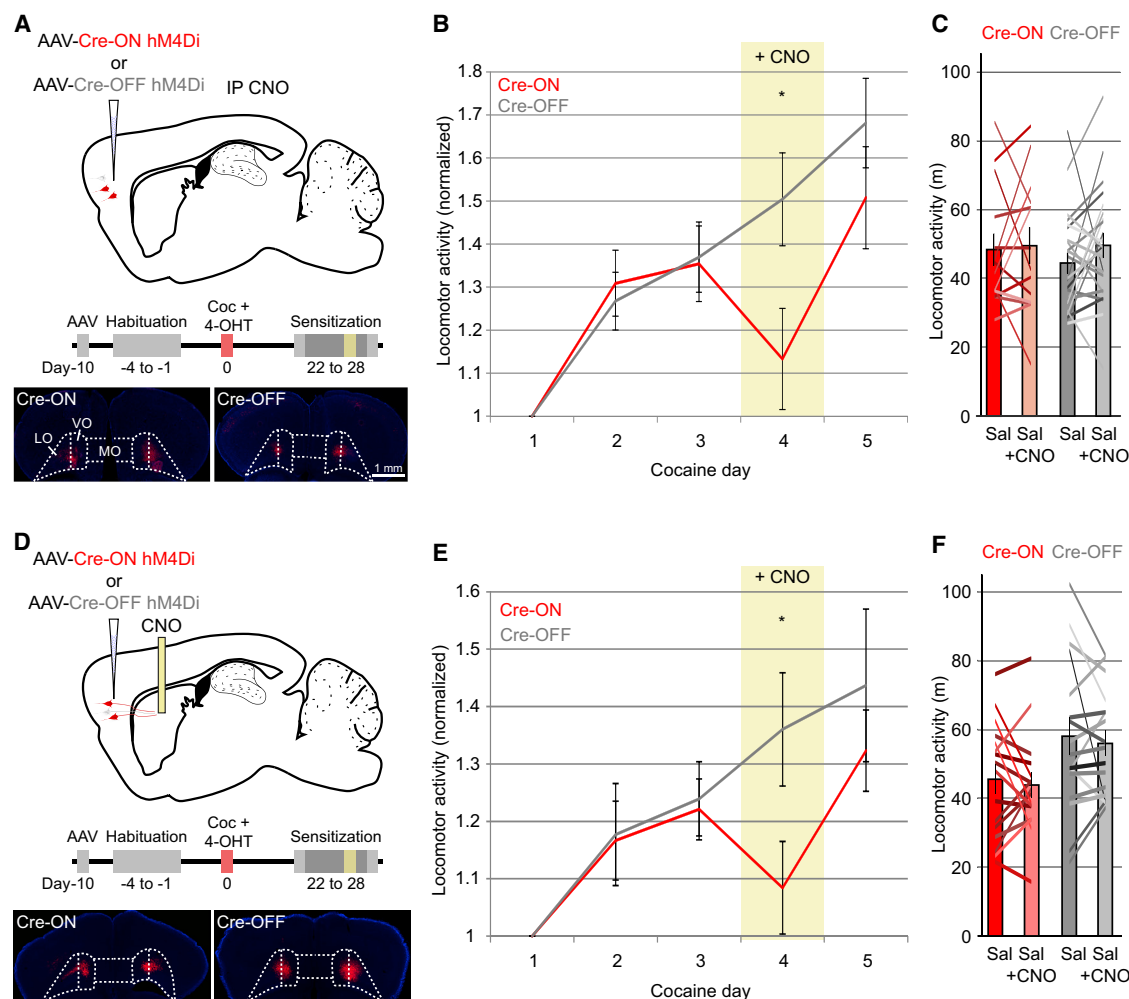 A
AAV-Cre-ON hM4Di
or
AAV-Cre-OFF hM4Di
IP CNO
AAV Habituation Coc + 4-OHT Sensitization
Day-10 -4 to -1 0 22 to 28
Cre-ON
LO
VO
MO
Cre-OFF
1 mm
B
+ CNO
Cre-ON
Cre-OFF
*
Locomotor activity (normalized)
1.8
1.7
1.6
1.5
1.4
1.3
1.2
1.1
1
1 2 3 4 5
Cocaine day
C
Cre-ON Cre-OFF
Locomotor activity (m)
100
80
60
40
20
0
Sal Sal Sal Sal
+CNO +CNO
D
AAV-Cre-ON hM4Di
or
AAV-Cre-OFF hM4Di
CNO
AAV Habituation Coc + 4-OHT Sensitization
Day-10 -4 to -1 0 22 to 28
Cre-ON
Cre-OFF
E
+ CNO
Cre-ON
Cre-OFF
*
Locomotor activity (normalized)
1.6
1.5
1.4
1.3
1.2
1.1
1
1 2 3 4 5
Cocaine day
F
Cre-ON Cre-OFF
Locomotor activity (m)
100
80
60
40
20
0
Sal Sal Sal Sal
+CNO +CNO